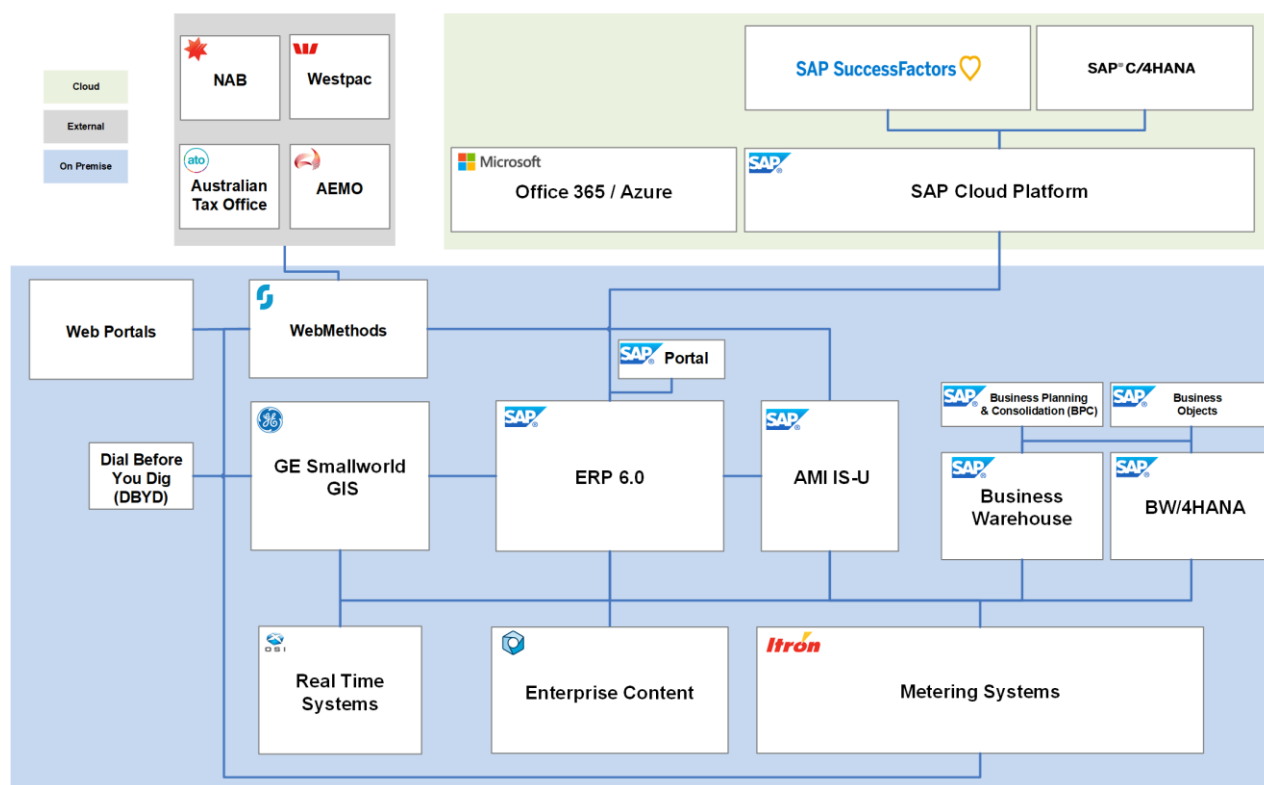 NAB
Westpac
ato
Australian
Tax Office
AEMO
Cloud
External
On Premise
SAP SuccessFactors
SAP® C/4HANA
Microsoft
Office 365 / Azure
SAP
SAP Cloud Platform
Web Portals
WebMethods
SAP® Portal
Dial Before
You Dig
(DBYD)
GE
GE Smallworld
GIS
SAP®
ERP 6.0
SAP®
AMI IS-U
SAP®
Business Planning
& Consolidation (BPC)
SAP®
Business
Objects
SAP®
Business
Warehouse
SAP®
BW/4HANA
OSI
Real Time
Systems
Enterprise Content
Itron
Metering Systems